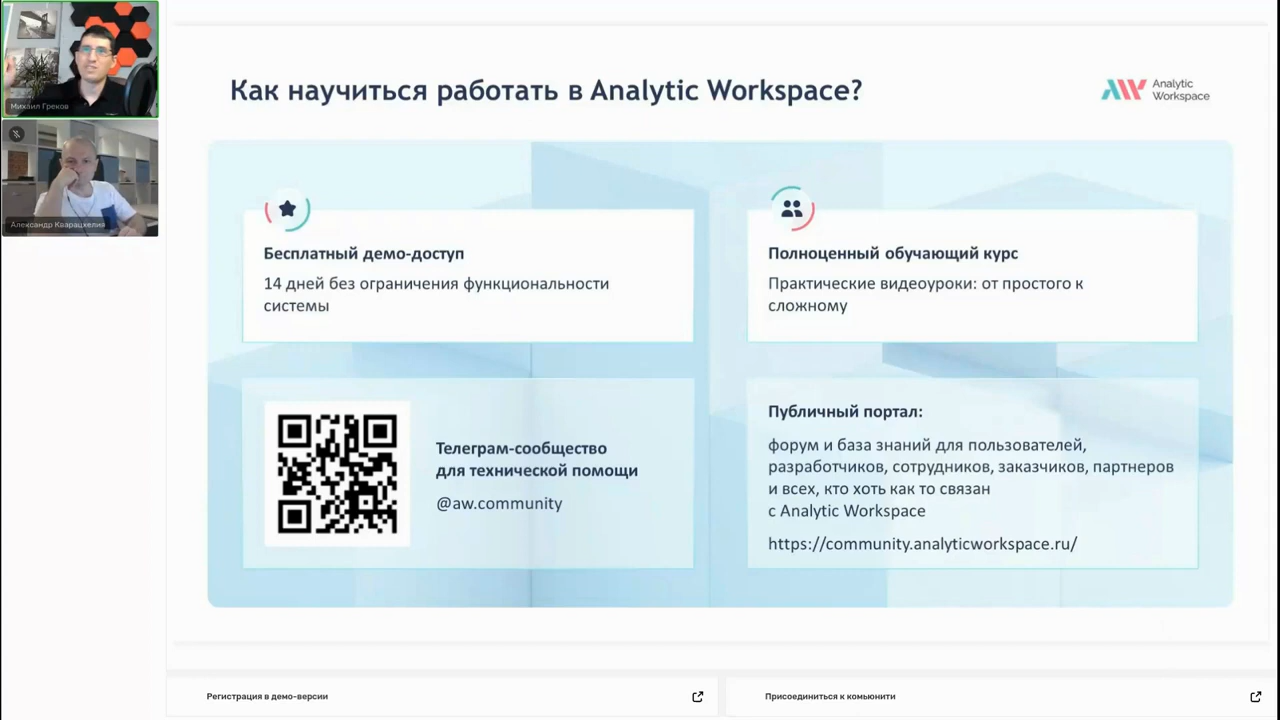 Михаил Греков
Александр Кварацхелия
Как научиться работать в Analytic Workspace?
Analytic
Workspace
Бесплатный демо-доступ
14 дней без ограничения функциональности
системы
Полноценный обучающий курс
Практические видеоуроки: от простого к
сложному
Телеграм-сообщество
для технической помощи
@aw.community
Публичный портал:
форум и база знаний для пользователей,
разработчиков, сотрудников, заказчиков, партнеров
и всех, кто хоть как то связан
с Analytic Workspace
https://community.analyticworkspace.ru/
Регистрация в демо-версии
Присоединиться к комьюнити